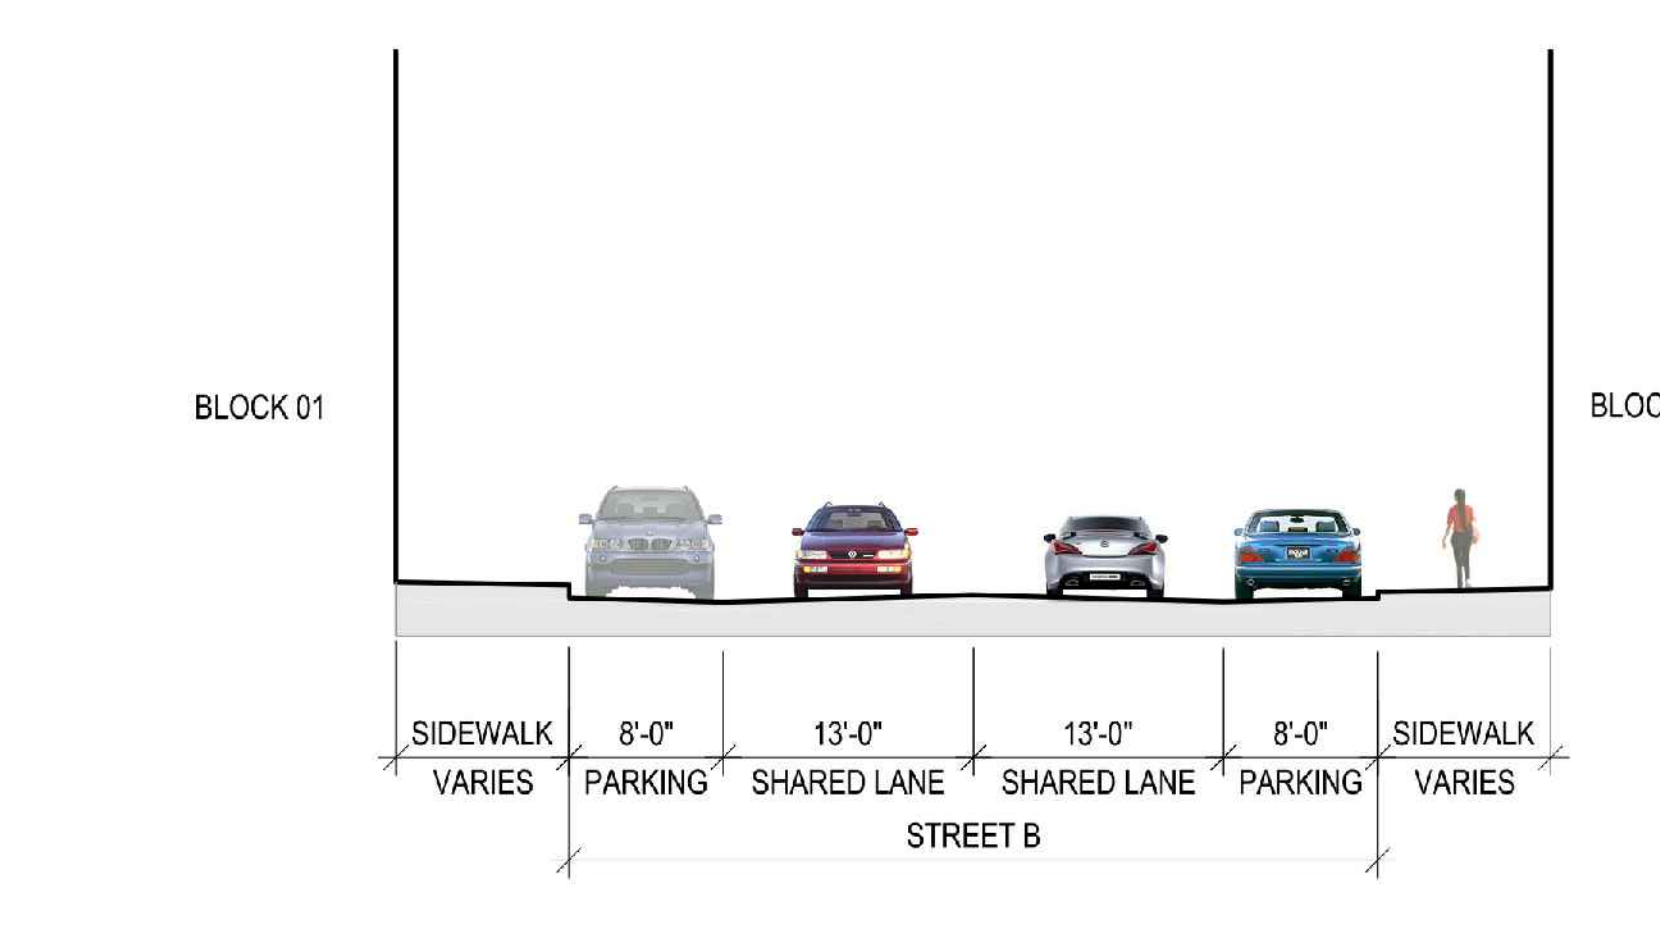 BLOCK 01
BLOC
SIDEWALK 8'-0" 13'-0" 13'-0" 8'-0" SIDEWALK
VARIES PARKING SHARED LANE SHARED LANE PARKING VARIES
STREET B